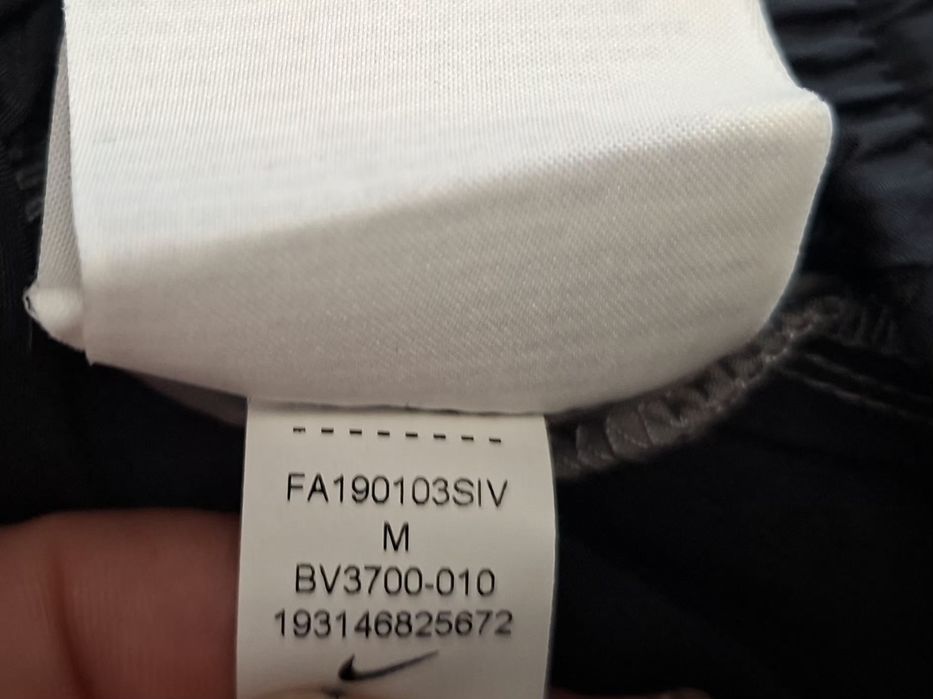 --------
FA190103SIV
M
BV3700-010
193146825672